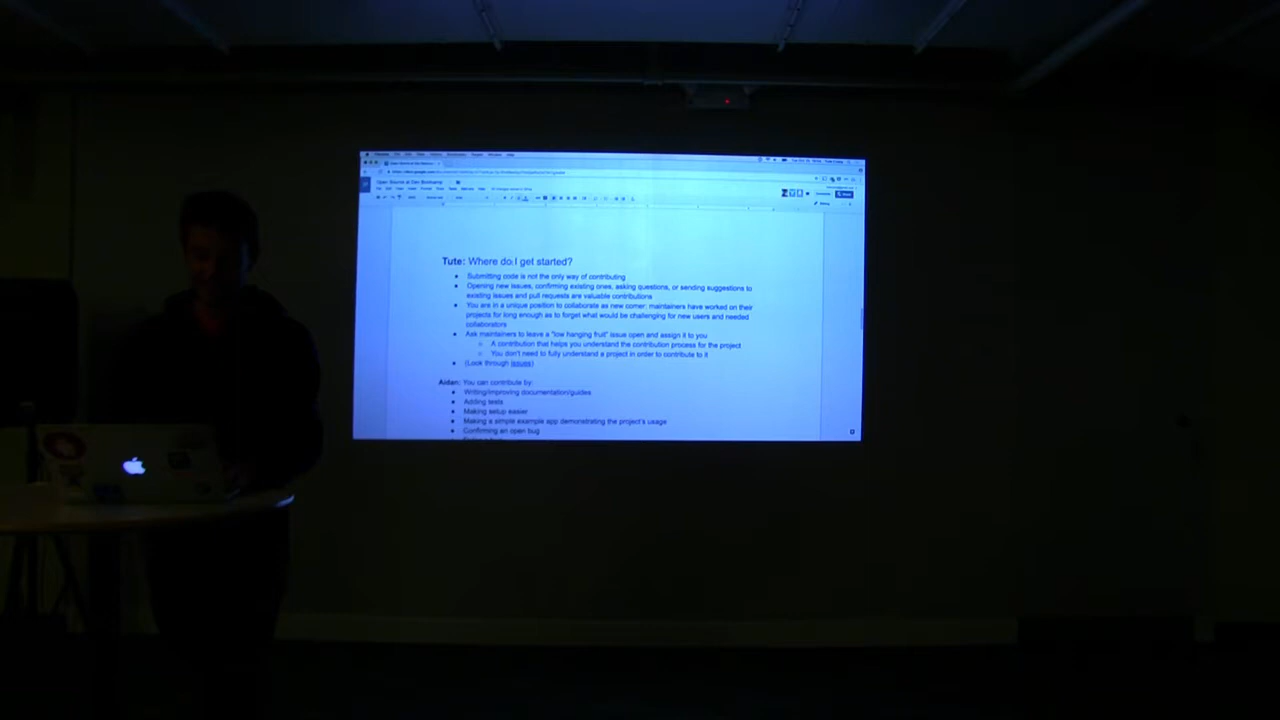 Open Source at Dev Bootcamp
Tute: Where do I get started?
Submitting code is not the only way of contributing
Opening new issues, confirming existing ones, asking questions, or sending suggestions to
existing issues and pull requests are valuable contributions
You are in a unique position to collaborate as new comer: maintainers have worked on their
projects for long enough as to forget what would be challenging for new users and needed
collaborators
Ask maintainers to leave a "low hanging fruit" issue open and assign it to you
A contribution that helps you understand the contribution process for the project
You don't need to fully understand a project in order to contribute to it
(Look through issues)
Aidan: You can contribute by:
Writing/improving documentation/guides
Adding tests
Making setup easier
Making a simple example app demonstrating the project's usage
Confirming an open bug